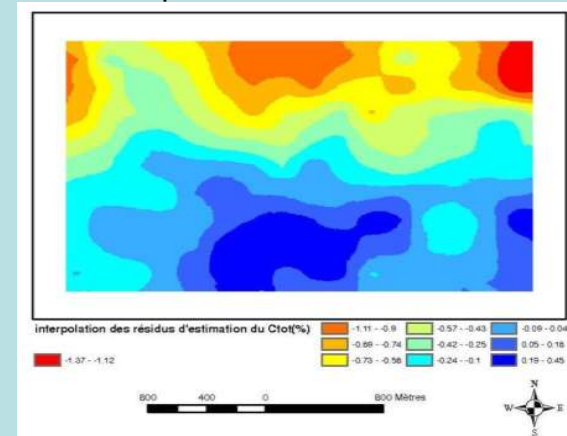 interpolation des résidus d'estimation du Ctot(%)
-1.37 - -1.12
-1.11 - -0.9
-0.89 - -0.74
-0.73 - -0.58
-0.57 - -0.43
-0.42 - -0.25
-0.24 - -0.1
-0.09 - 0.04
0.05 - 0.18
0.19 - 0.45
800 400 0 800 Mètres
N
W E
S